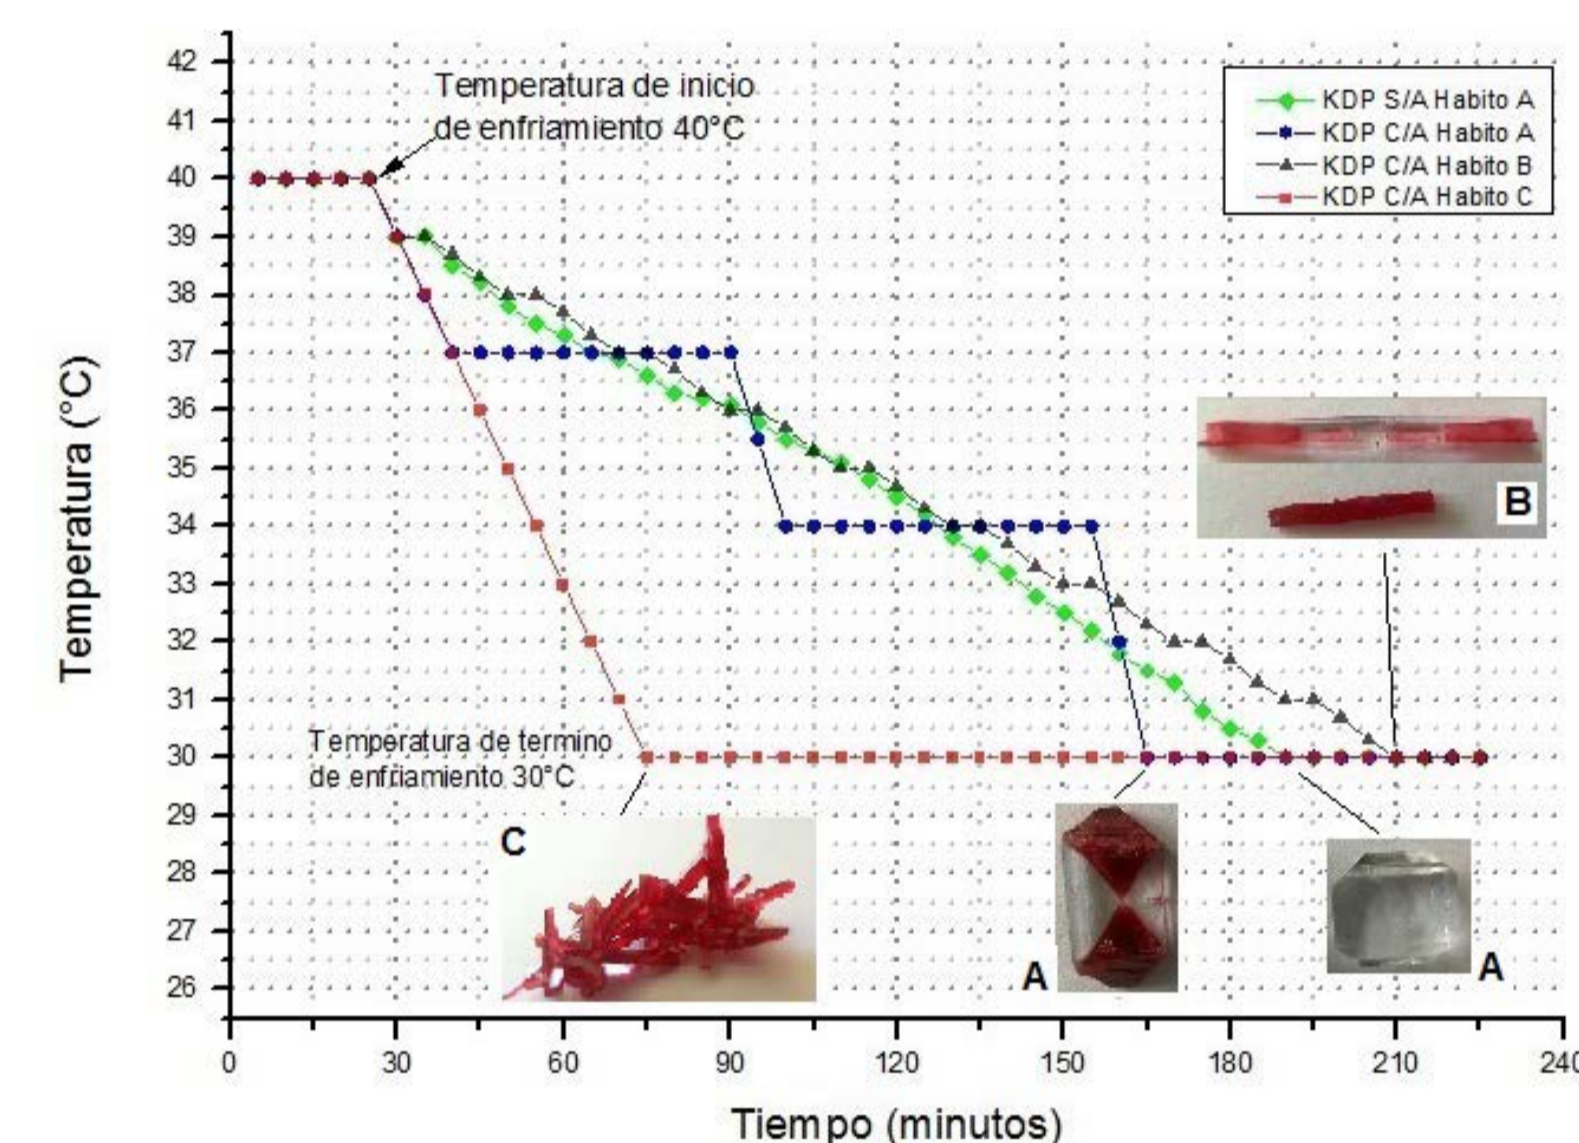 Temperatura de inicio
de enfriamiento 40°C
KDP S/A Habito A
KDP C/A Habito A
KDP C/A Habito B
KDP C/A Habito C
42
41
40
39
38
37
36
35
34
33
32
31
30
29
28
27
26
Temperatura (°C)
Temperatura de termino
de enfriamiento 30°C
B
C
A
A
0 30 60 90 120 150 180 210 240
Tiempo (minutos)